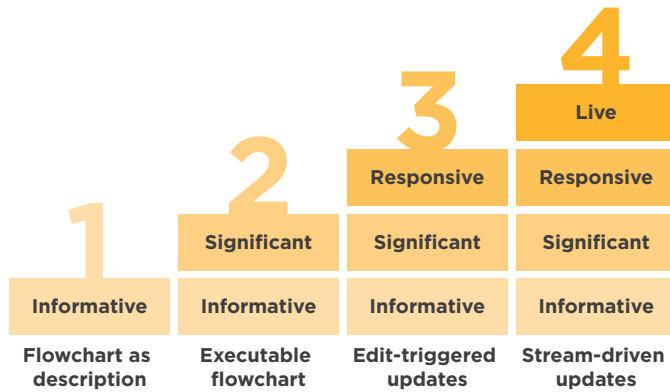 4
Live
3
Responsive Responsive
2
Significant Significant Significant
1
Informative Informative Informative Informative
Flowchart as description
Executable flowchart
Edit-triggered updates
Stream-driven updates